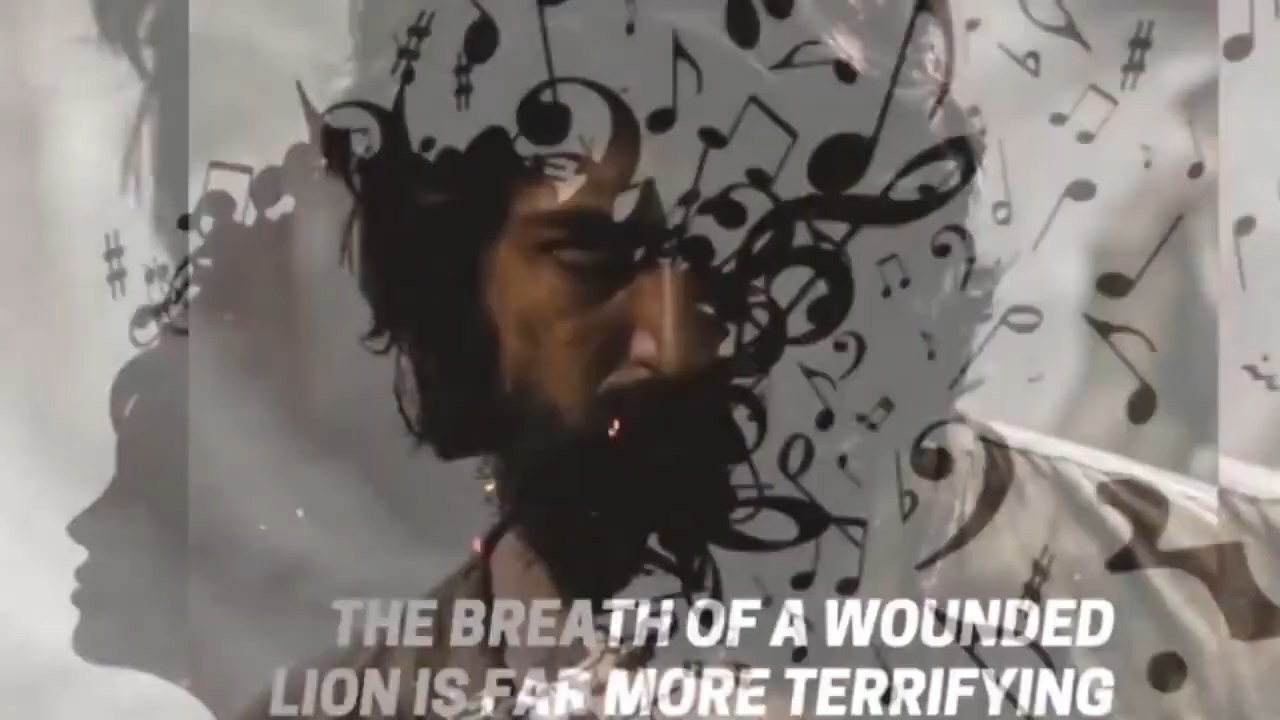 THE BREATH OF A WOUNDED
LION IS FAR MORE TERRIFYING